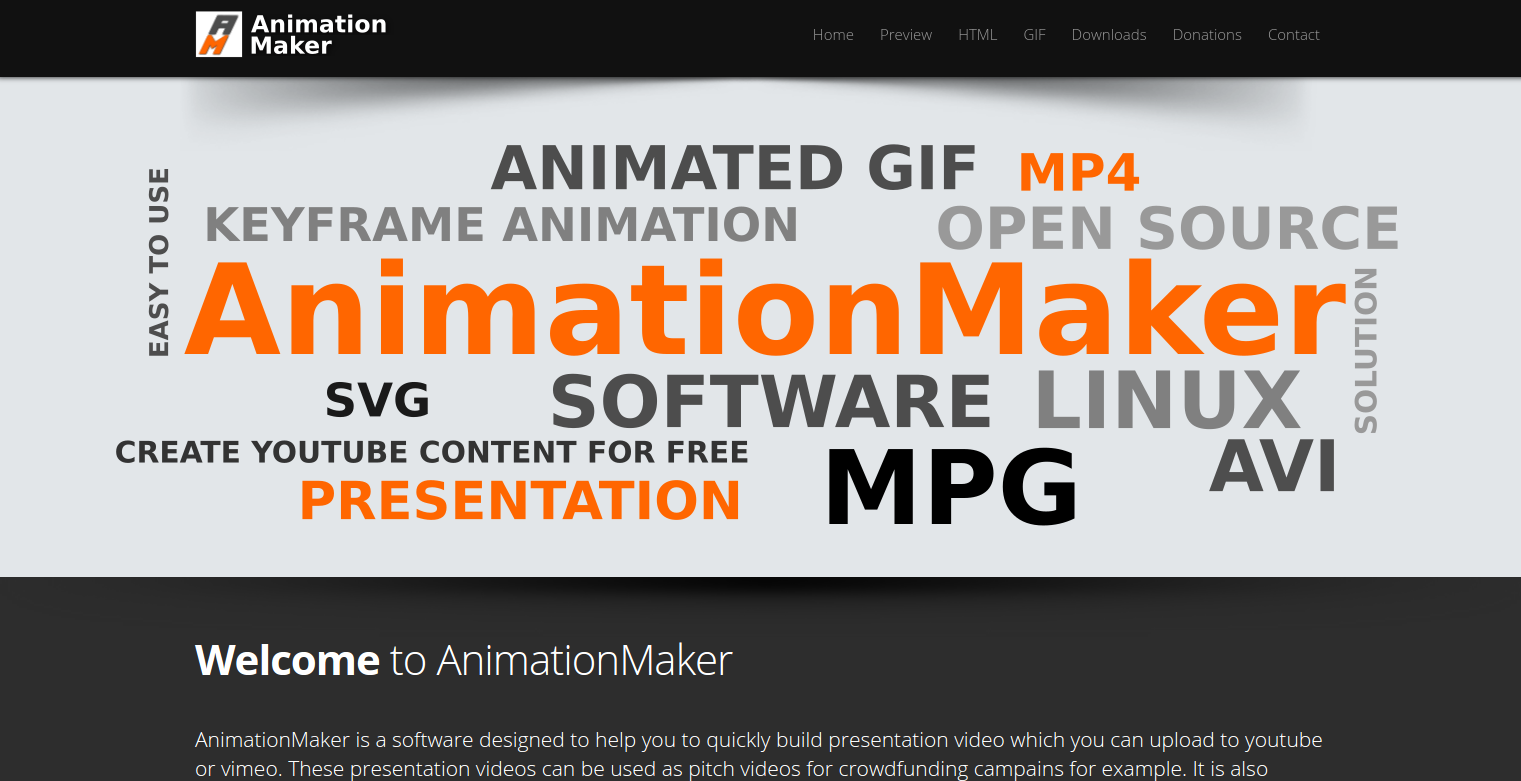 Animation
Maker
Home Preview HTML GIF Downloads Donations Contact
ANIMATED GIF MP4
EASY TO USE
KEYFRAME ANIMATION OPEN SOURCE
AnimationMaker
SOLUTION
SVG SOFTWARE LINUX
CREATE YOUTUBE CONTENT FOR FREE
MPG AVI
PRESENTATION
Welcome to AnimationMaker
AnimationMaker is a software designed to help you to quickly build presentation video which you can upload to youtube
or vimeo. These presentation videos can be used as pitch videos for crowdfunding campains for example. It is also